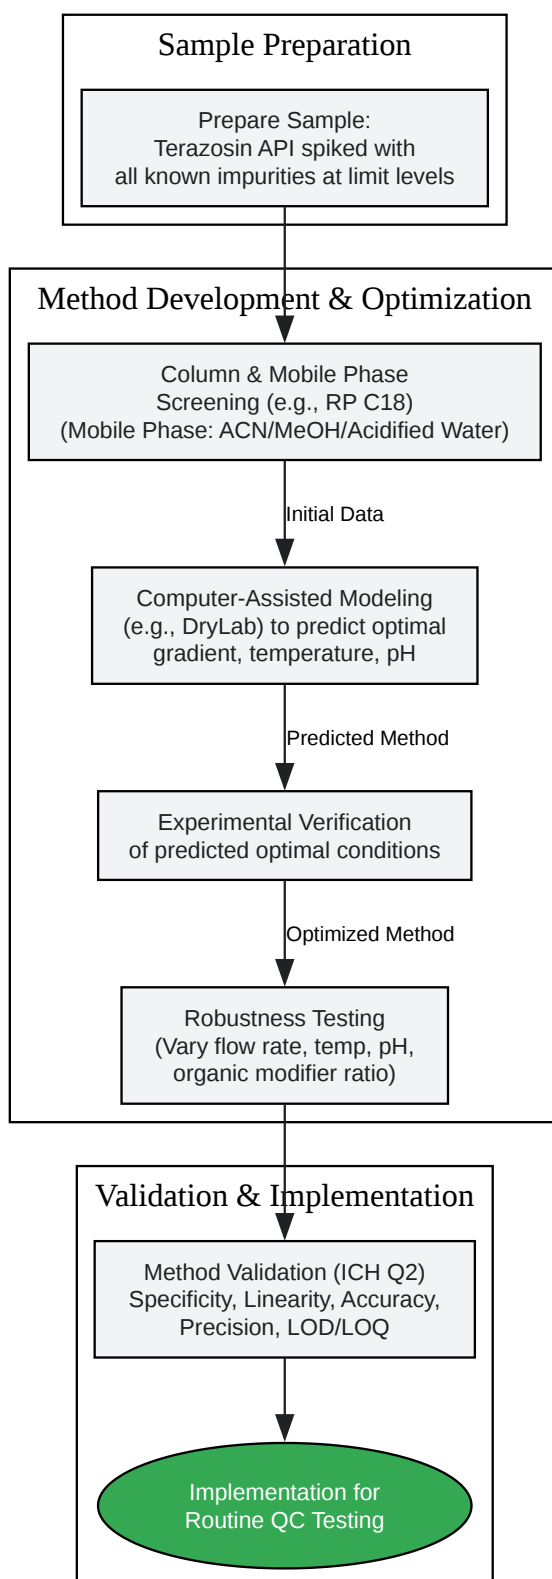 Sample Preparation
Prepare Sample:
Terazosin API spiked with
all known impurities at limit levels
Method Development & Optimization
Column & Mobile Phase
Screening (e.g., RP C18)
(Mobile Phase: ACN/MeOH/Acidified Water)
Initial Data
Computer-Assisted Modeling
(e.g., DryLab) to predict optimal
gradient, temperature, pH
Predicted Method
Experimental Verification
of predicted optimal conditions
Optimized Method
Robustness Testing
(Vary flow rate, temp, pH,
organic modifier ratio)
Validation & Implementation
Method Validation (ICH Q2)
Specificity, Linearity, Accuracy,
Precision, LOD/LOQ
Implementation for
Routine QC Testing